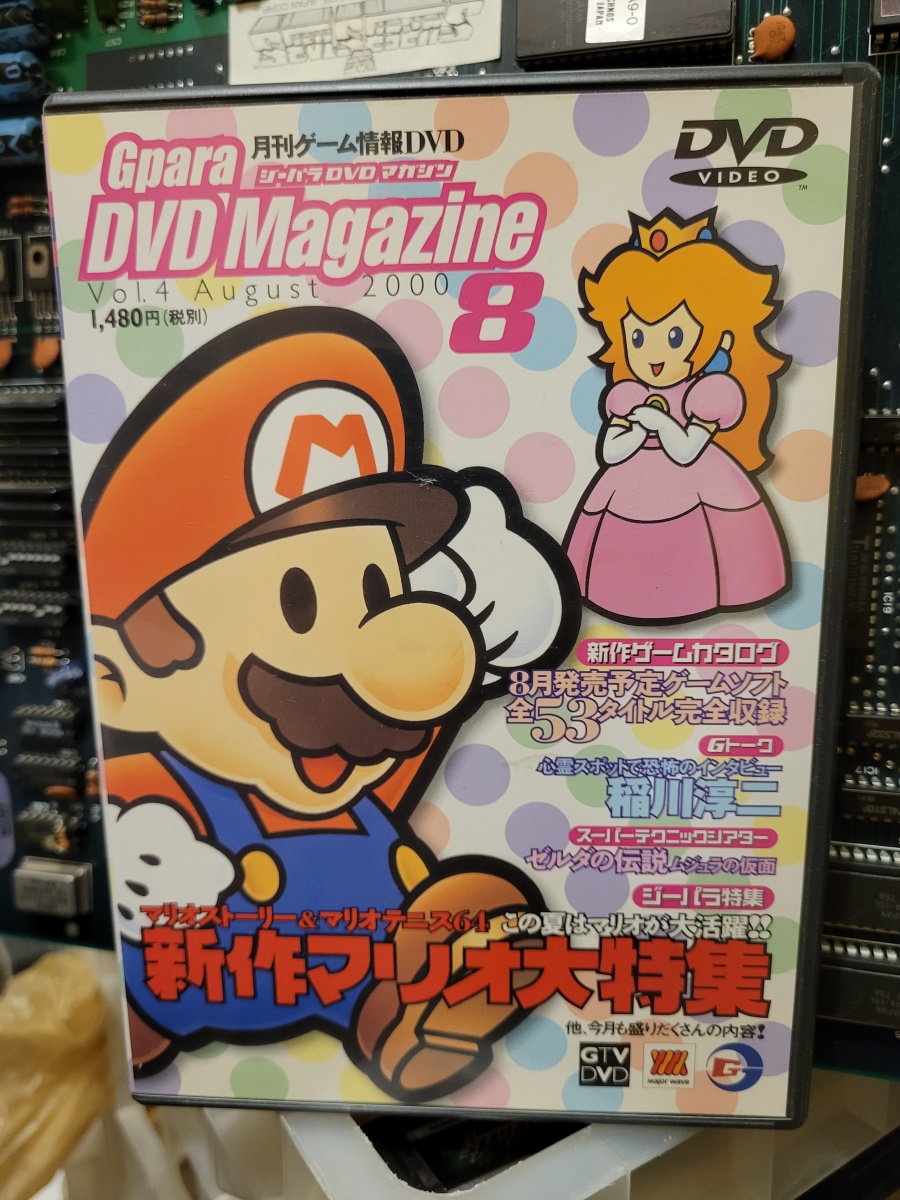 TECHNOS
JAPAN
A9-0
月刊ゲーム情報DVD
Gpara
ジーパラDVDマガジン
DVD Magazine
DVD
VIDEO
TM
Vol.4 August 2000
8
1,480円(税別)
M
新作ゲームカタログ
8月発売予定ゲームソフト
全53タイトル完全収録
Gトーク
心霊スポットで恐怖のインタビュー
稲川淳二
スーパーテクニックシアター
ゼルダの伝説 ムジュラの仮面
ジーパラ特集
マリオストーリー&マリオテニス64 この夏はマリオが大活躍!!
新作マリオ大特集
他、今月も盛りだくさんの内容!
GTV
DVD
major wave
G
IC19
IC17